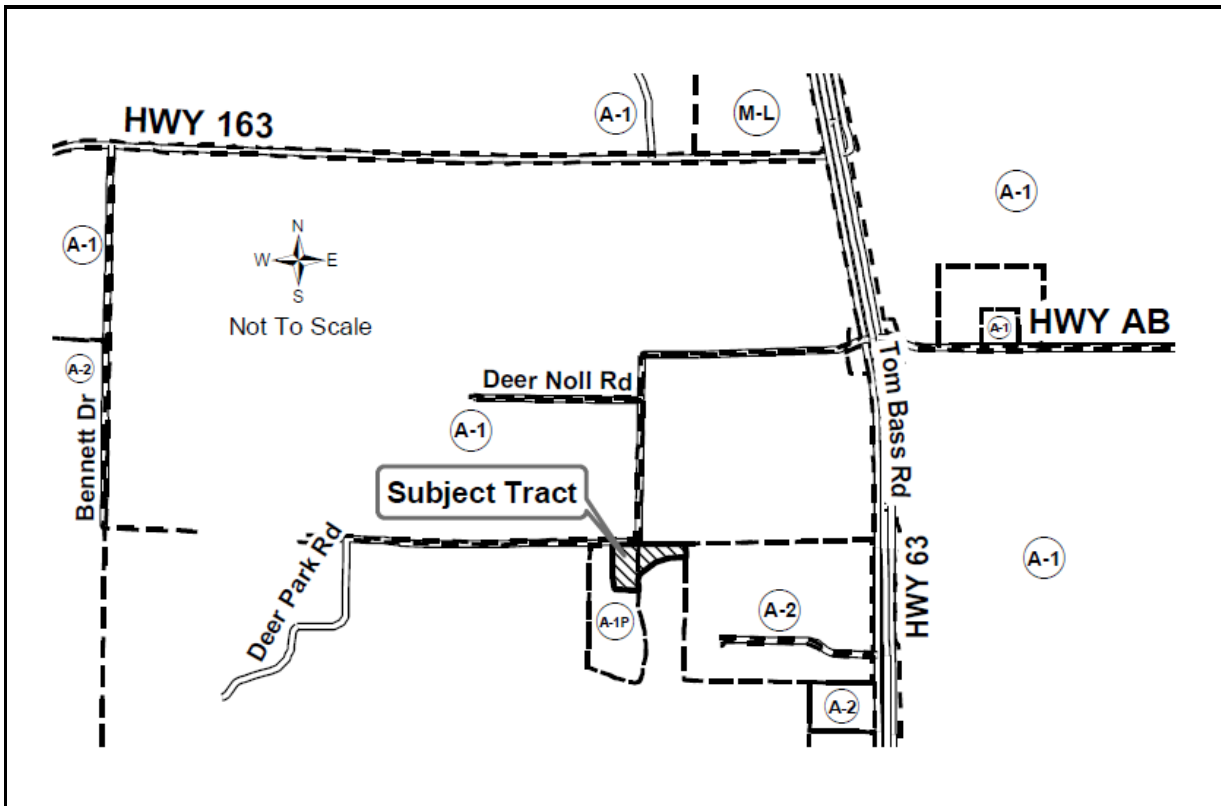 HWY 163
A-1
M-L
A-1
A-1
N
W E
S
Not To Scale
A-1
HWY AB
A-2
Bennett Dr
Deer Noll Rd
Tom Bass Rd
A-1
Subject Tract
Deer Park Rd
A-1P
A-2
HWY 63
A-1
A-2